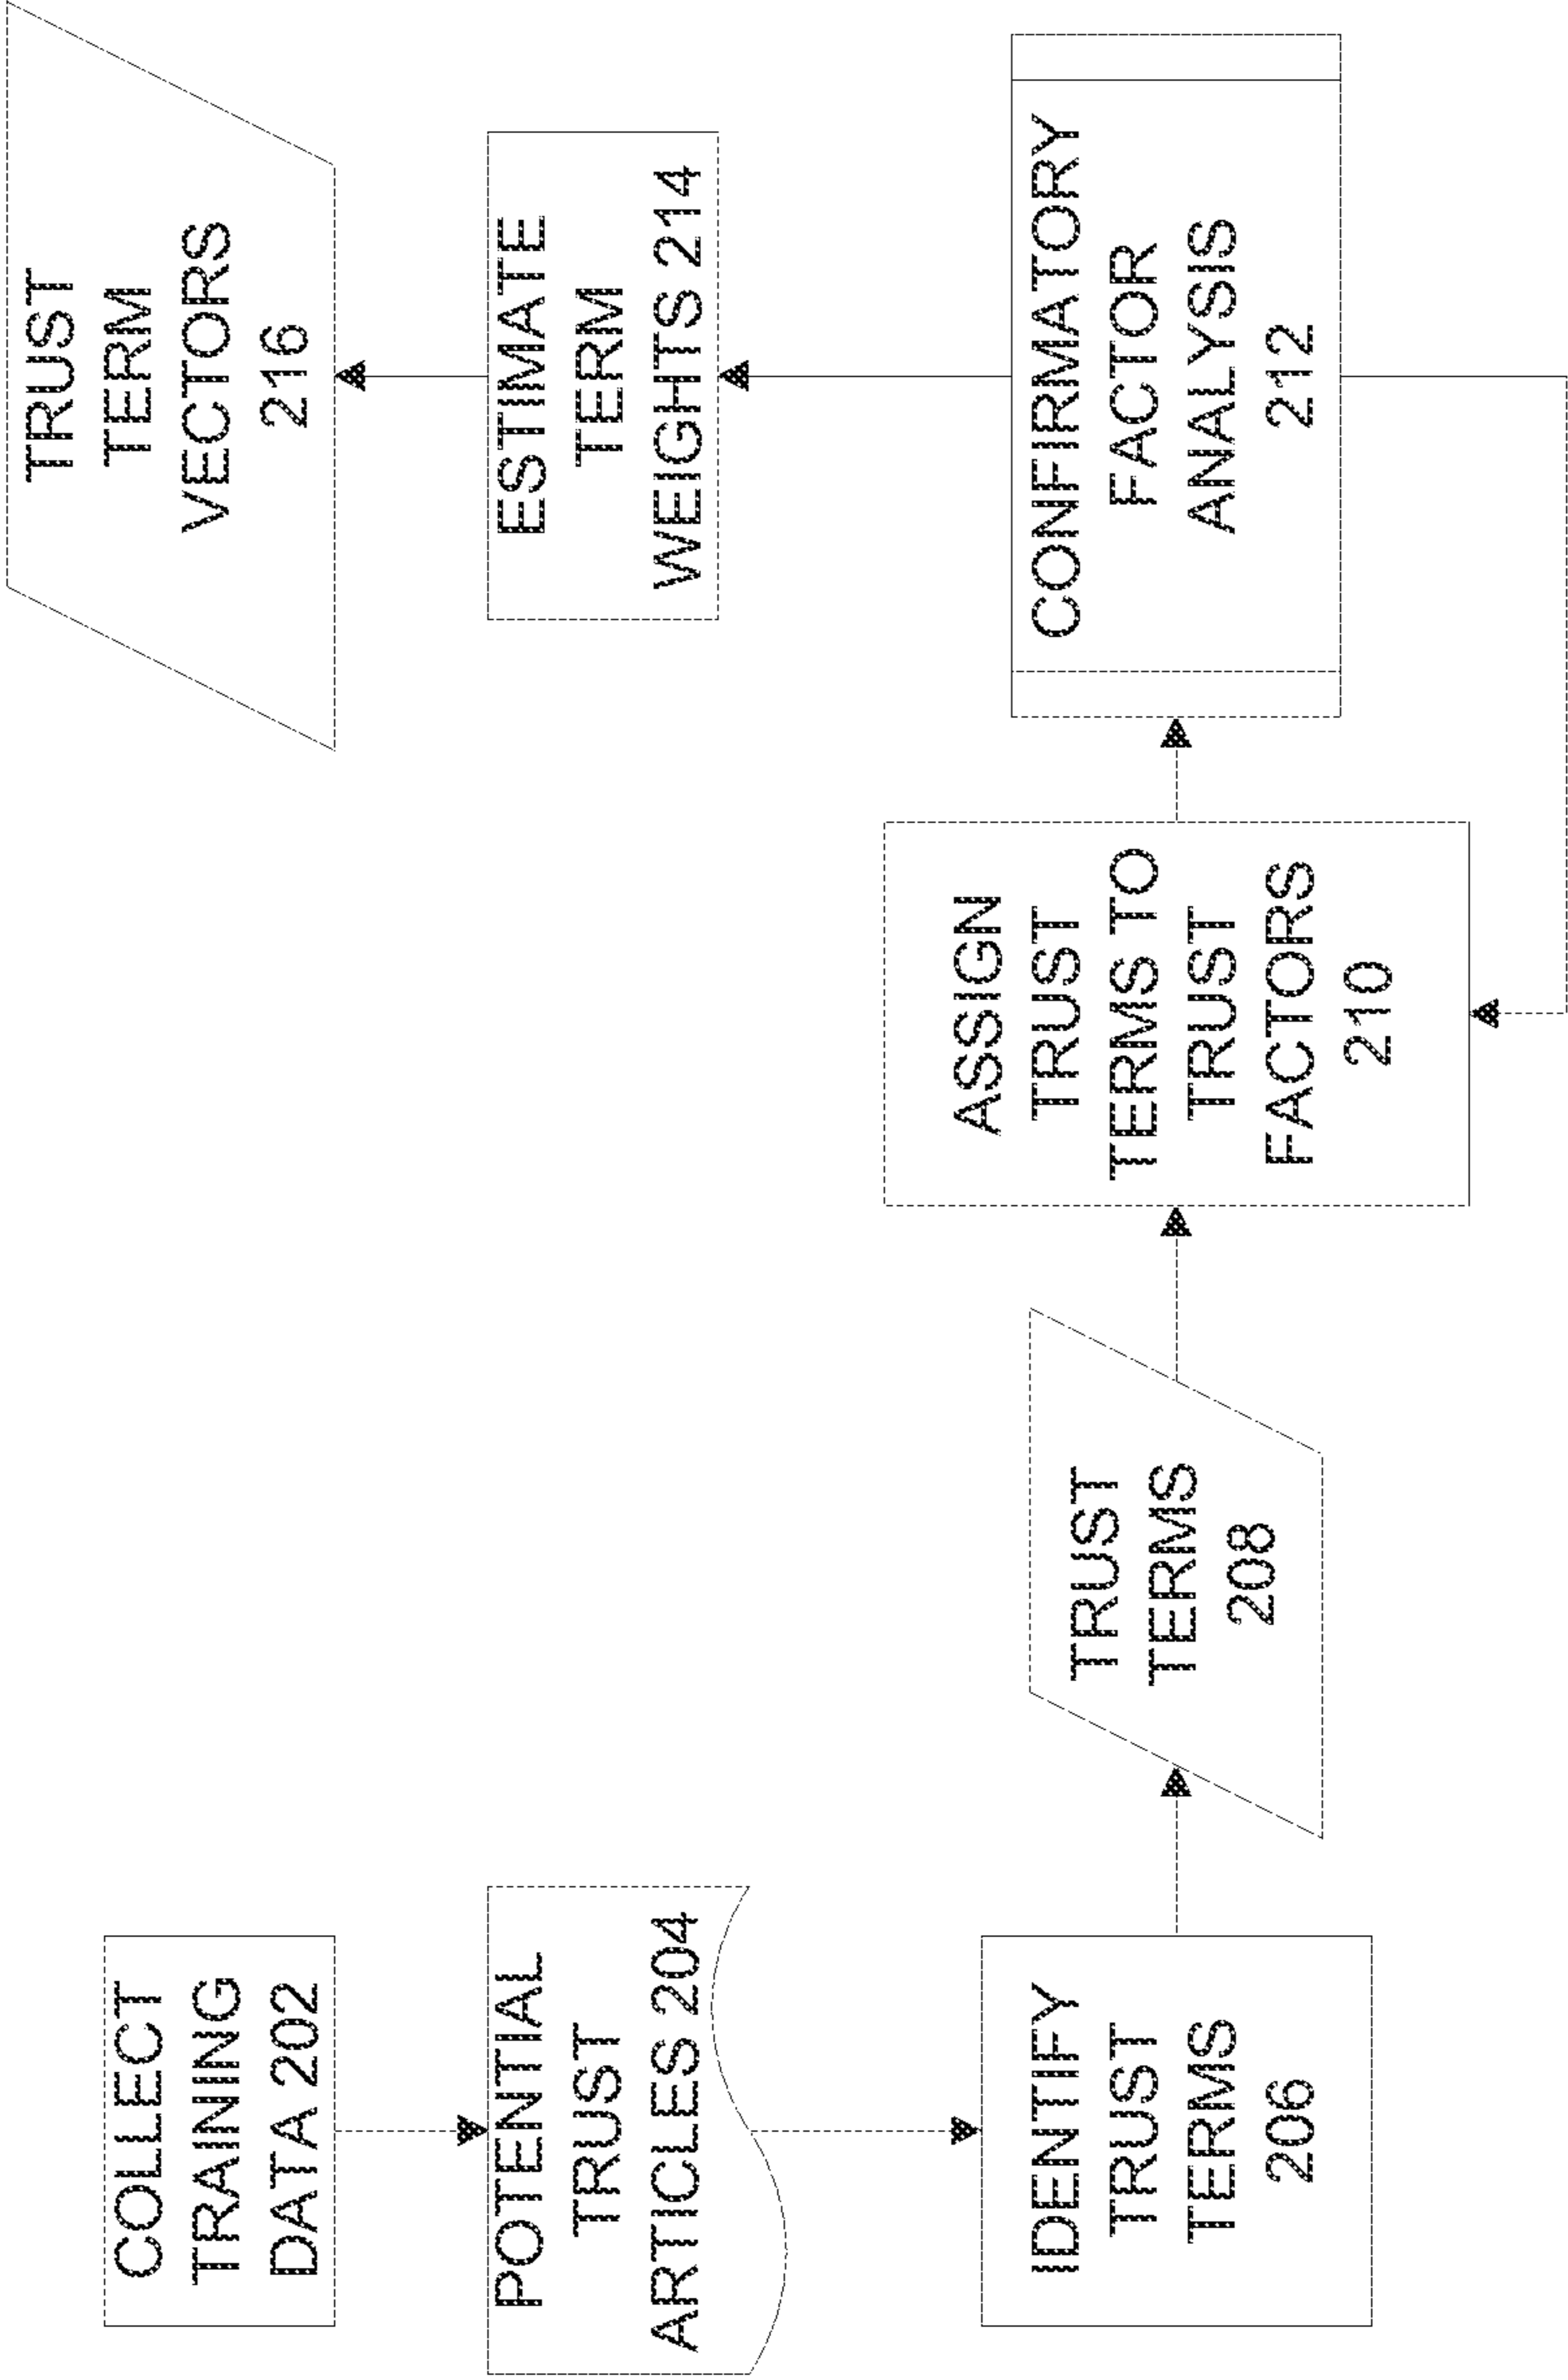 COLLECT
TRAINING
DATA 202
POTENTIAL
TRUST
ARTICLES 204
IDENTIFY
TRUST
TERMS
206
TRUST
TERMS
208
ASSIGN
TRUST
TERMS TO
TRUST
FACTORS
210
CONFIRMATORY
FACTOR
ANALYSIS
212
ESTIMATE
TERM
WEIGHTS 214
TRUST
TERM
VECTORS
216